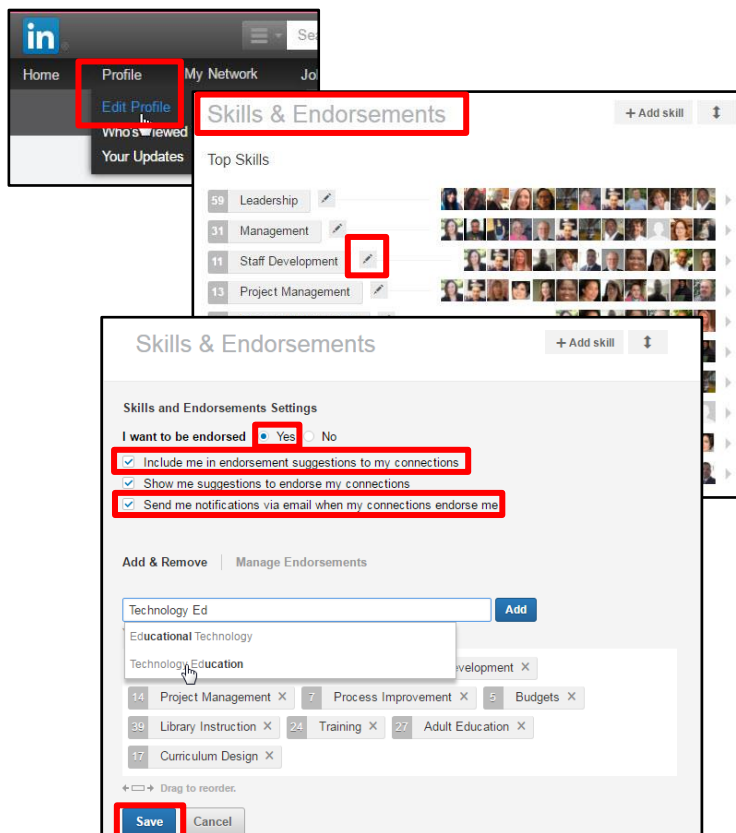 in
Sea
Home Profile My Network Jo
Edit Profile
Who's Viewed
Your Updates
Skills & Endorsements
+ Add skill
Top Skills
59 Leadership
31 Management
11 Staff Development
13 Project Management
Skills & Endorsements
+ Add skill
Skills and Endorsements Settings
I want to be endorsed Yes No
Include me in endorsement suggestions to my connections
Show me suggestions to endorse my connections
Send me notifications via email when my connections endorse me
Add & Remove | Manage Endorsements
Technology Ed Add
Educational Technology
Technology Education
evelopment ×
14 Project Management × 7 Process Improvement × 5 Budgets ×
39 Library Instruction × 24 Training × 27 Adult Education ×
17 Curriculum Design ×
Drag to reorder.
Save Cancel